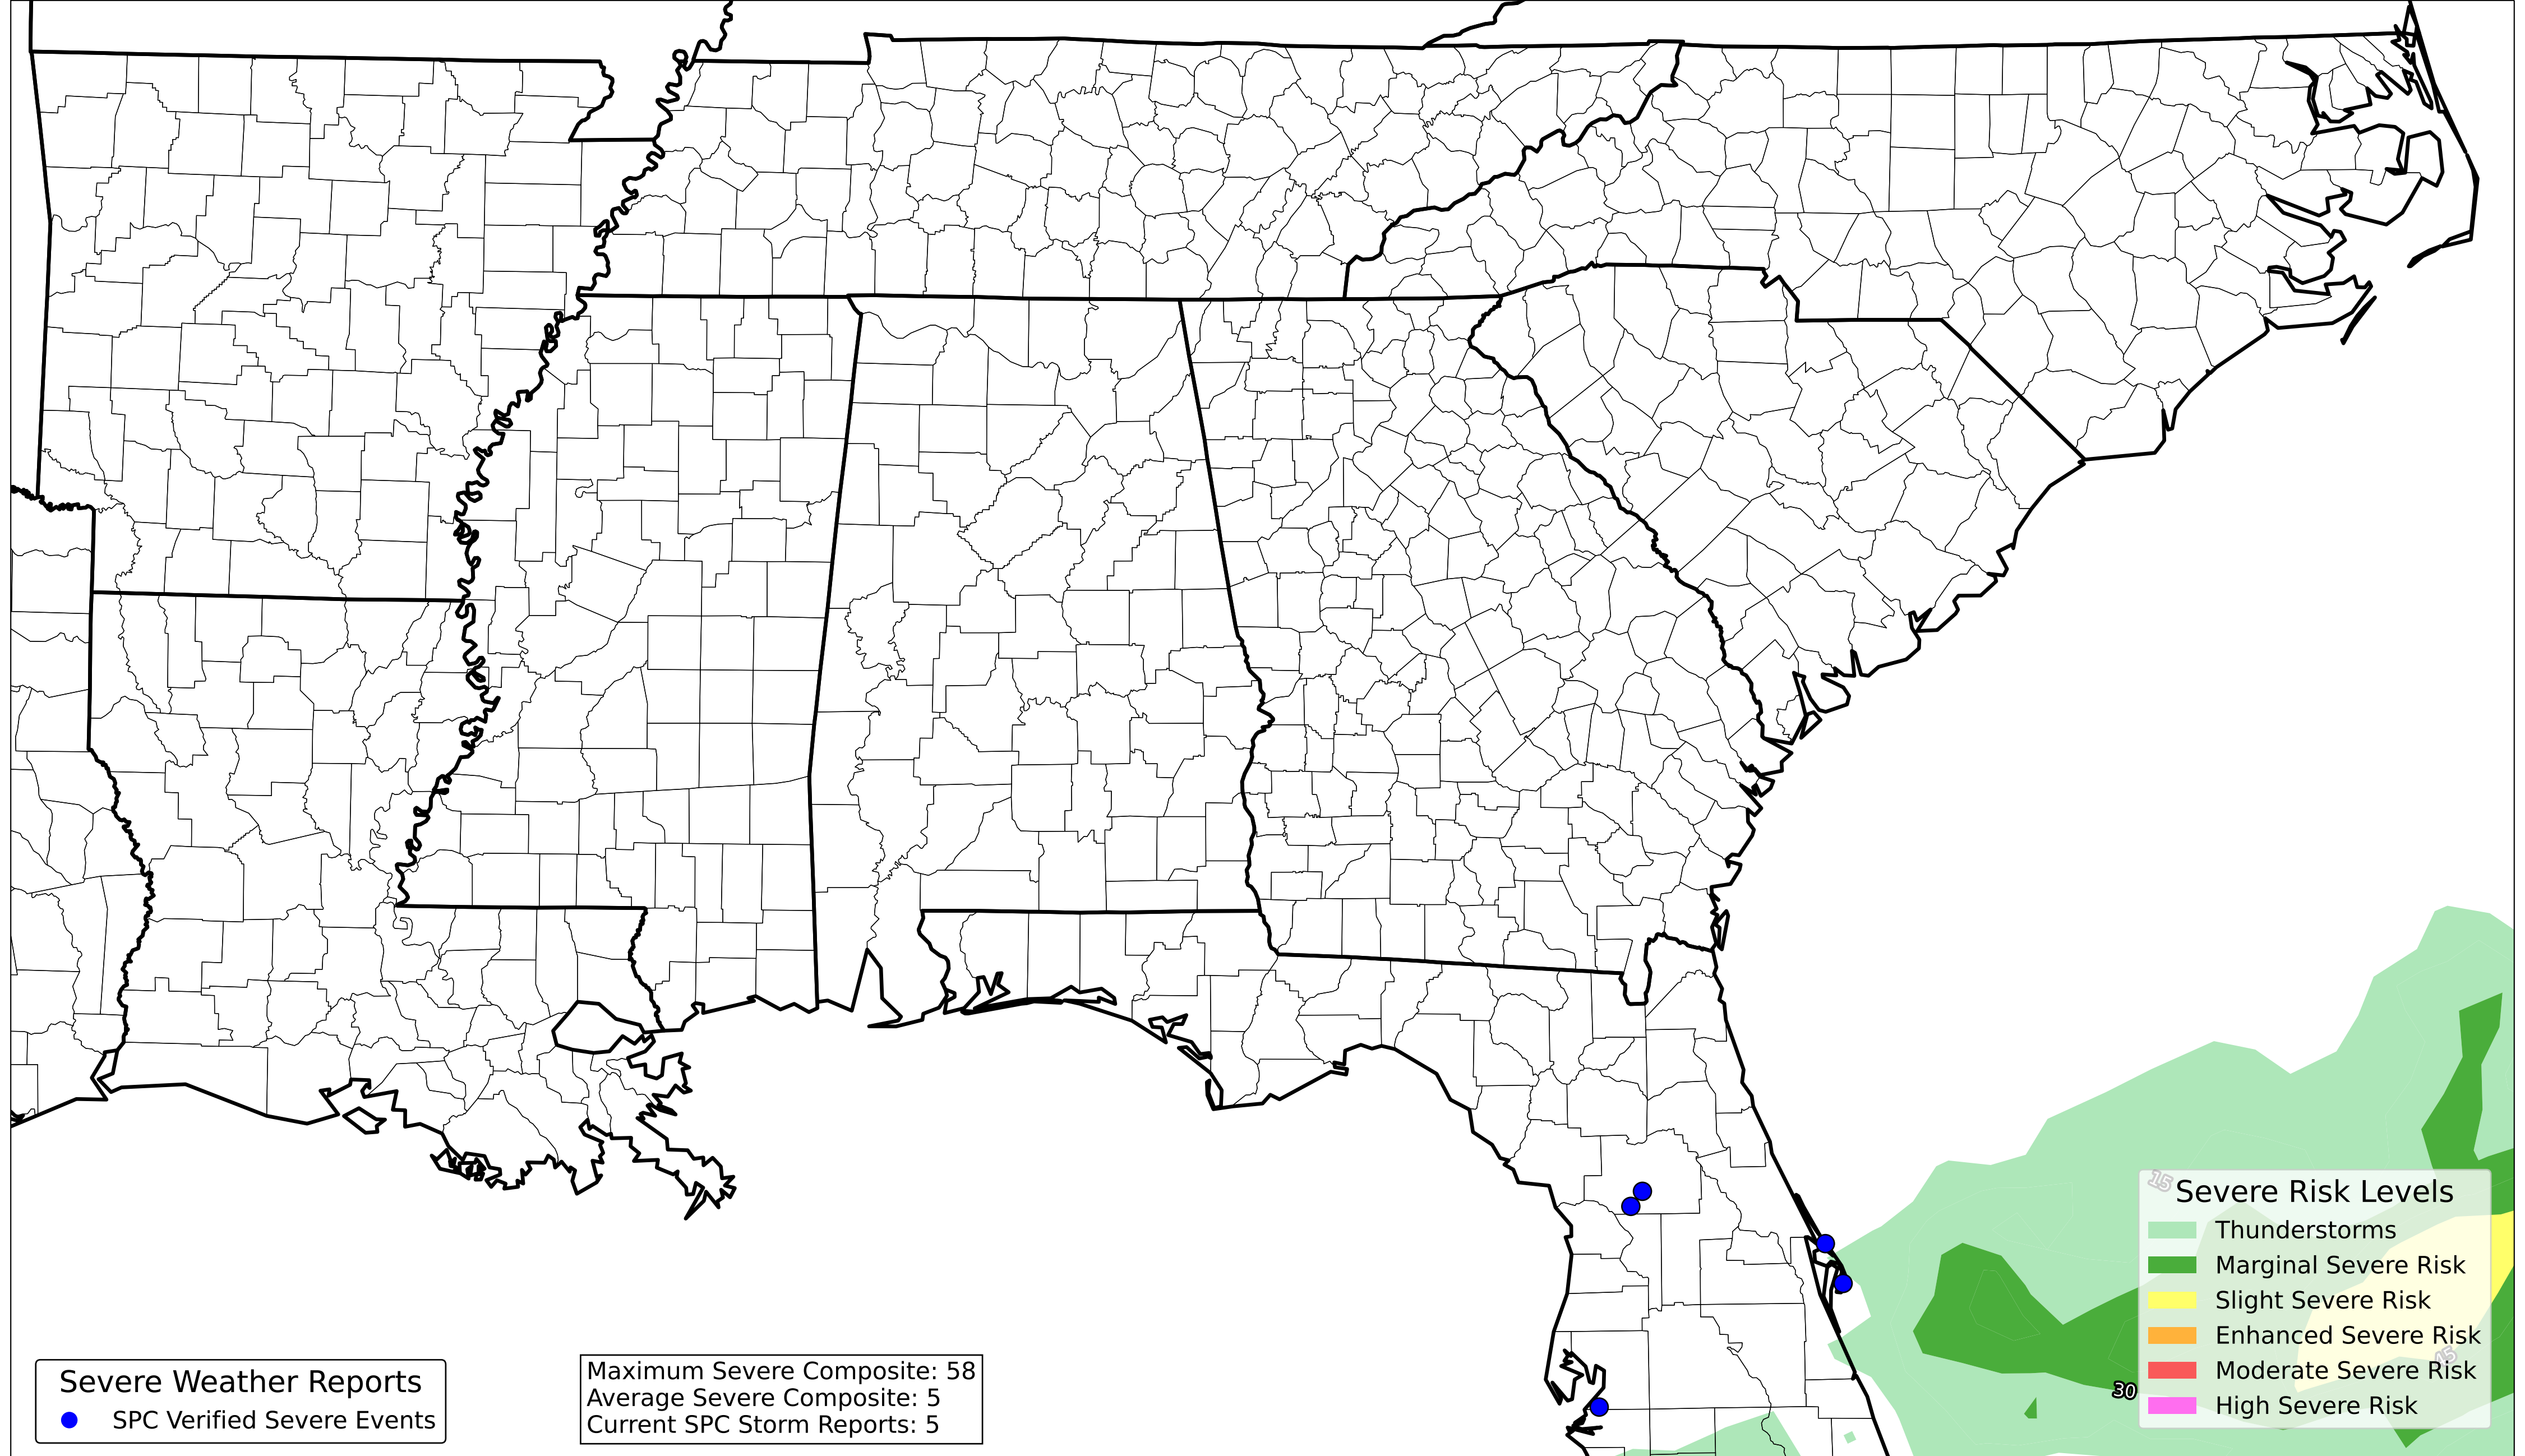 15
Severe Risk Levels
Thunderstorms
Marginal Severe Risk
Slight Severe Risk
Enhanced Severe Risk
Moderate Severe Risk
High Severe Risk
45
30
Severe Weather Reports
SPC Verified Severe Events
Maximum Severe Composite: 58
Average Severe Composite: 5
Current SPC Storm Reports: 5